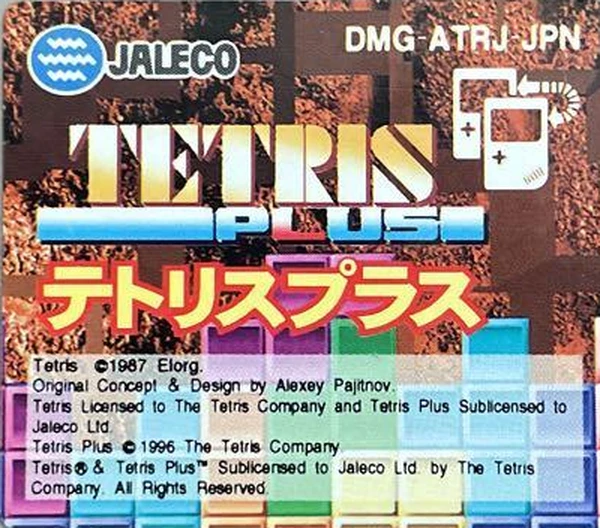 JALECO
DMG-ATRJ-JPN
TETRIS
PLUS
テトリスプラス
Tetris ©1987 Elorg.
Original Concept & Design by Alexey Pajitnov.
Tetris Licensed to The Tetris Company and Tetris Plus Sublicensed to
Jaleco Ltd.
Tetris Plus © 1996 The Tetris Company.
Tetris® & Tetris Plus™ Sublicensed to Jaleco Ltd. by The Tetris
Company. All Rights Reserved.